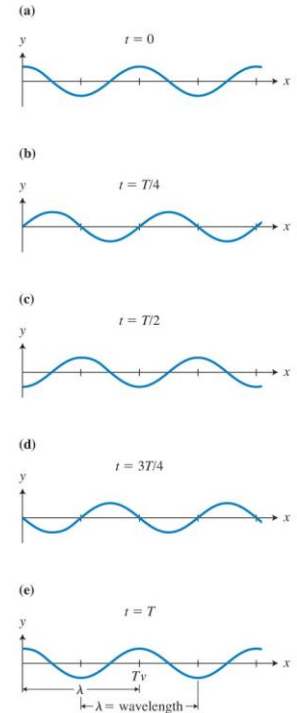 (a)
y
t = 0
x
(b)
y
t = T/4
x
(c)
y
t = T/2
x
(d)
y
t = 3T/4
x
(e)
y
t = T
x
Tv
λ
λ = wavelength